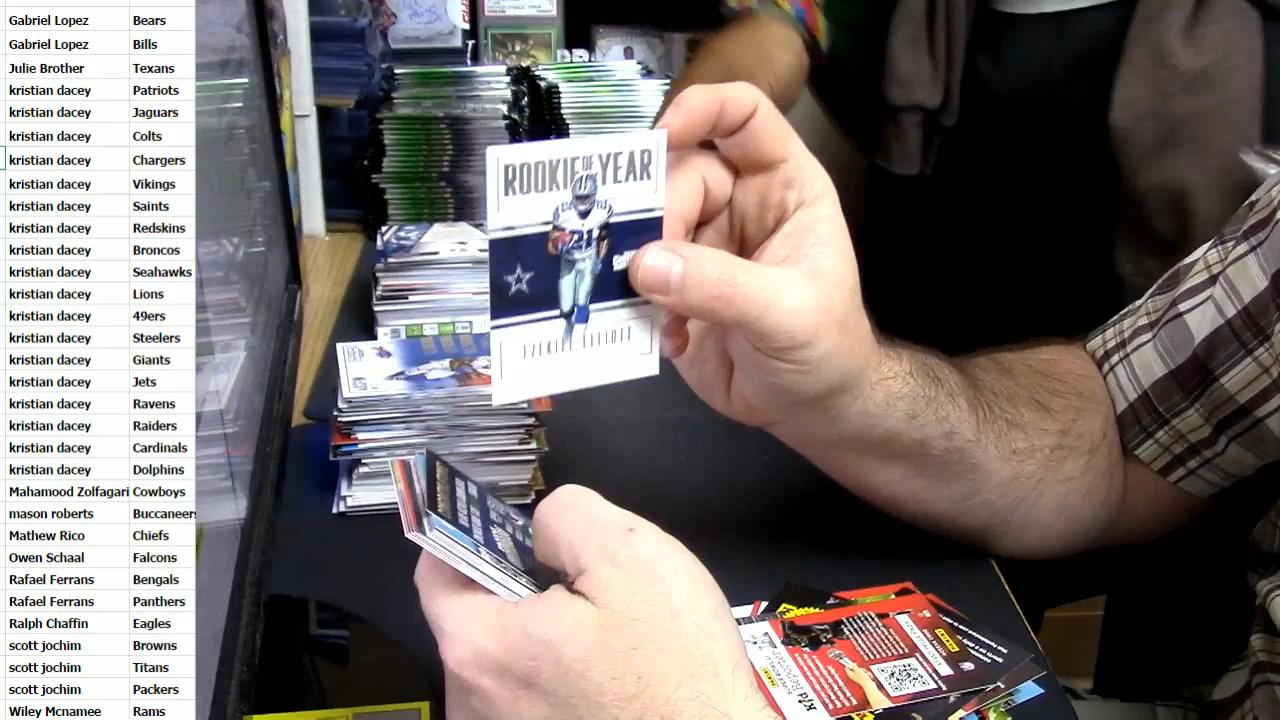 Gabriel Lopez Bears
Gabriel Lopez Bills
Julie Brother Texans
kristian dacey Patriots
kristian dacey Jaguars
kristian dacey Colts
kristian dacey Chargers
kristian dacey Vikings
kristian dacey Saints
kristian dacey Redskins
kristian dacey Broncos
kristian dacey Seahawks
kristian dacey Lions
kristian dacey 49ers
kristian dacey Steelers
kristian dacey Giants
kristian dacey Jets
kristian dacey Ravens
kristian dacey Raiders
kristian dacey Cardinals
kristian dacey Dolphins
Mahamood Zolfagari Cowboys
mason roberts Buccaneers
Mathew Rico Chiefs
Owen Schaal Falcons
Rafael Ferrans Bengals
Rafael Ferrans Panthers
Ralph Chaffin Eagles
scott jochim Browns
scott jochim Titans
scott jochim Packers
Wiley Mcnamee Rams
ROOKIE OF THE YEAR
21
EZEKIEL ELLIOTT
Kid Reporter
PANINI